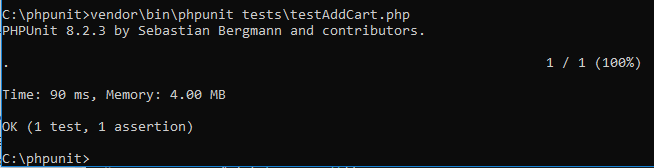 C:\phpunit>vendor\bin\phpunit tests\testAddCart.php
PHPUnit 8.2.3 by Sebastian Bergmann and contributors.
. 1 / 1 (100%)
Time: 90 ms, Memory: 4.00 MB
OK (1 test, 1 assertion)
C:\phpunit>